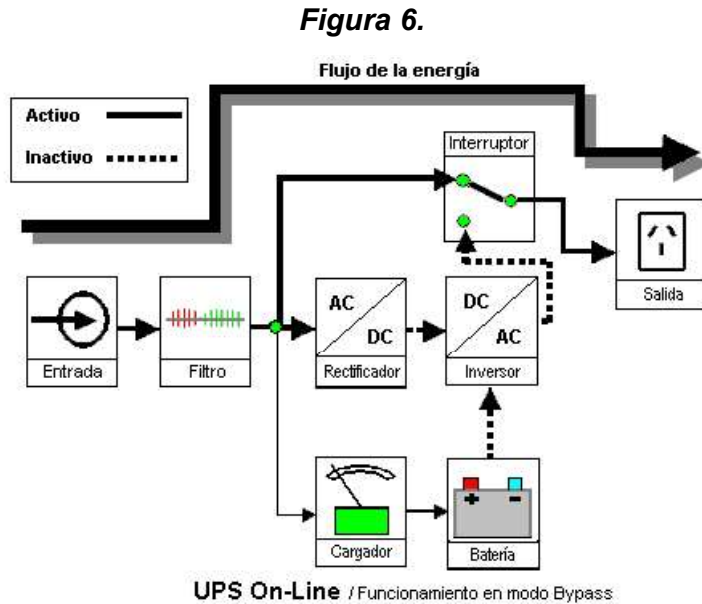 Figura 6.
Flujo de la energía
Activo
Inactivo
Interruptor
Salida
Entrada
Filtro
AC
DC
Rectificador
DC
AC
Inversor
Cargador
+ -
Batería
UPS On-Line / Funcionamiento en modo Bypass